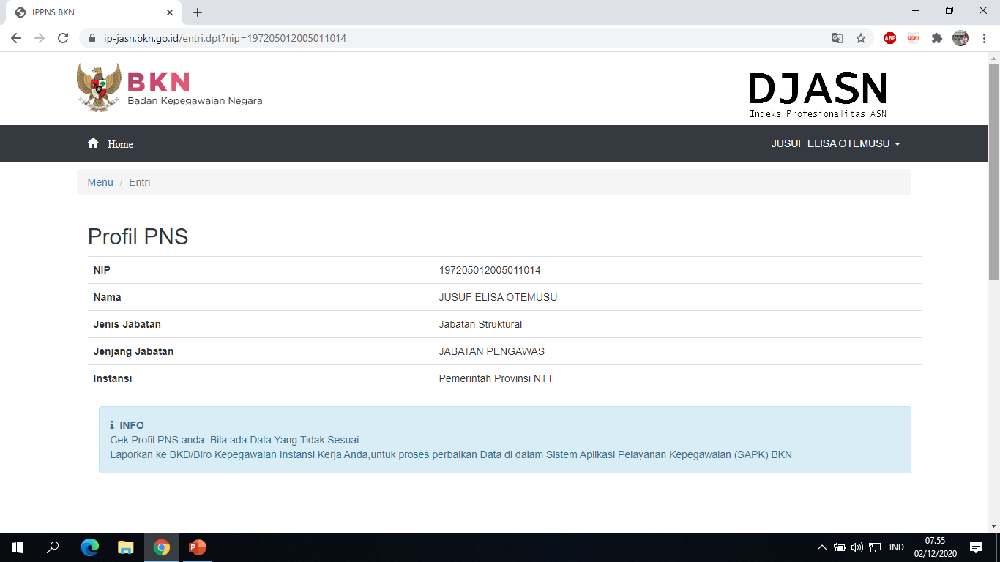 IPPNS BKN
ip-jasn.bkn.go.id/entri.dpt?nip=197205012005011014
ABP
BKN
Badan Kepegawaian Negara
DJASN
Indeks Profesionalitas ASN
Home
JUSUF ELISA OTEMUSU
Menu / Entri
Profil PNS
NIP 197205012005011014
Nama JUSUF ELISA OTEMUSU
Jenis Jabatan Jabatan Struktural
Jenjang Jabatan JABATAN PENGAWAS
Instansi Pemerintah Provinsi NTT
INFO
Cek Profil PNS anda. Bila ada Data Yang Tidak Sesuai.
Laporkan ke BKD/Biro Kepegawaian Instansi Kerja Anda,untuk proses perbaikan Data di dalam Sistem Aplikasi Pelayanan Kepegawaian (SAPK) BKN
IND
07.55
02/12/2020